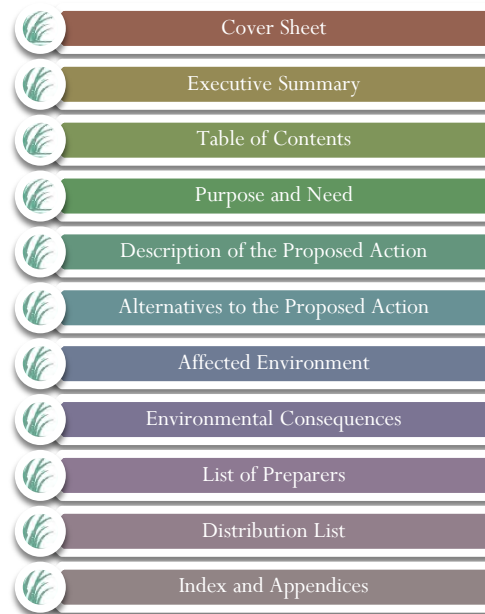 Cover Sheet
Executive Summary
Table of Contents
Purpose and Need
Description of the Proposed Action
Alternatives to the Proposed Action
Affected Environment
Environmental Consequences
List of Preparers
Distribution List
Index and Appendices